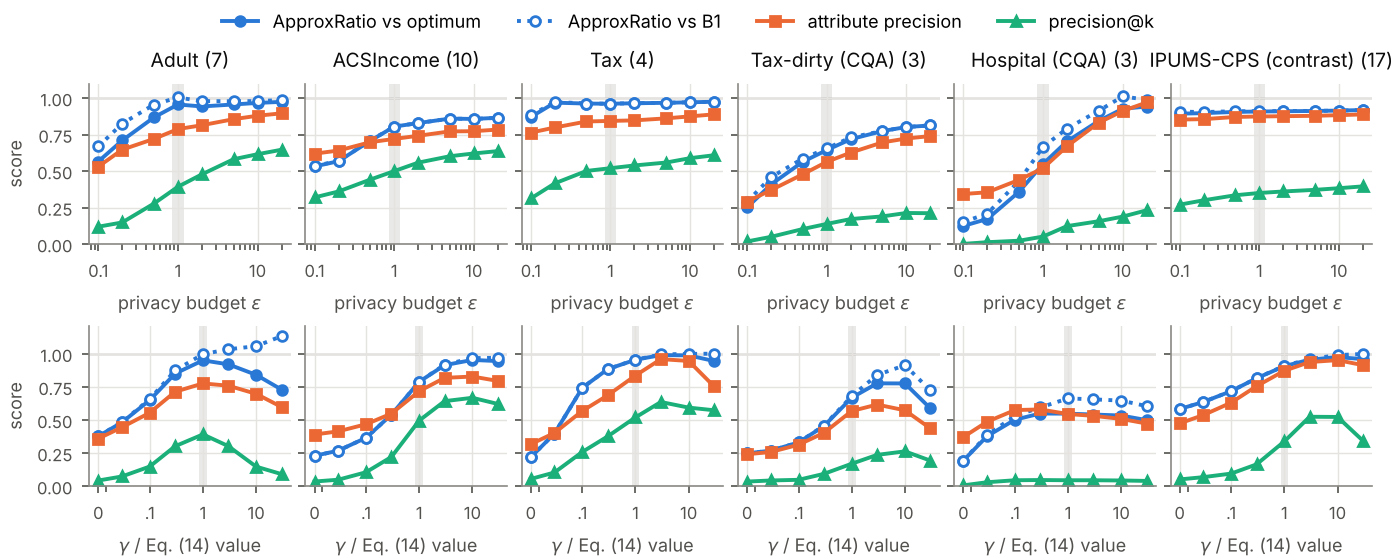 ApproxRatio vs optimum ApproxRatio vs B1 attribute precision precision@k
Adult (7) ACSIncome (10) Tax (4) Tax-dirty (CQA) (3) Hospital (CQA) (3) IPUMS-CPS (contrast) (17)
1.00
0.75
0.50
0.25
0.00
score
0.1 1 10 0.1 1 10 0.1 1 10 0.1 1 10 0.1 1 10 0.1 1 10
privacy budget ε privacy budget ε privacy budget ε privacy budget ε privacy budget ε privacy budget ε
1.00
0.75
0.50
0.25
0.00
score
0 .1 1 10 0 .1 1 10 0 .1 1 10 0 .1 1 10 0 .1 1 10 0 .1 1 10
γ / Eq. (14) value γ / Eq. (14) value γ / Eq. (14) value γ / Eq. (14) value γ / Eq. (14) value γ / Eq. (14) value